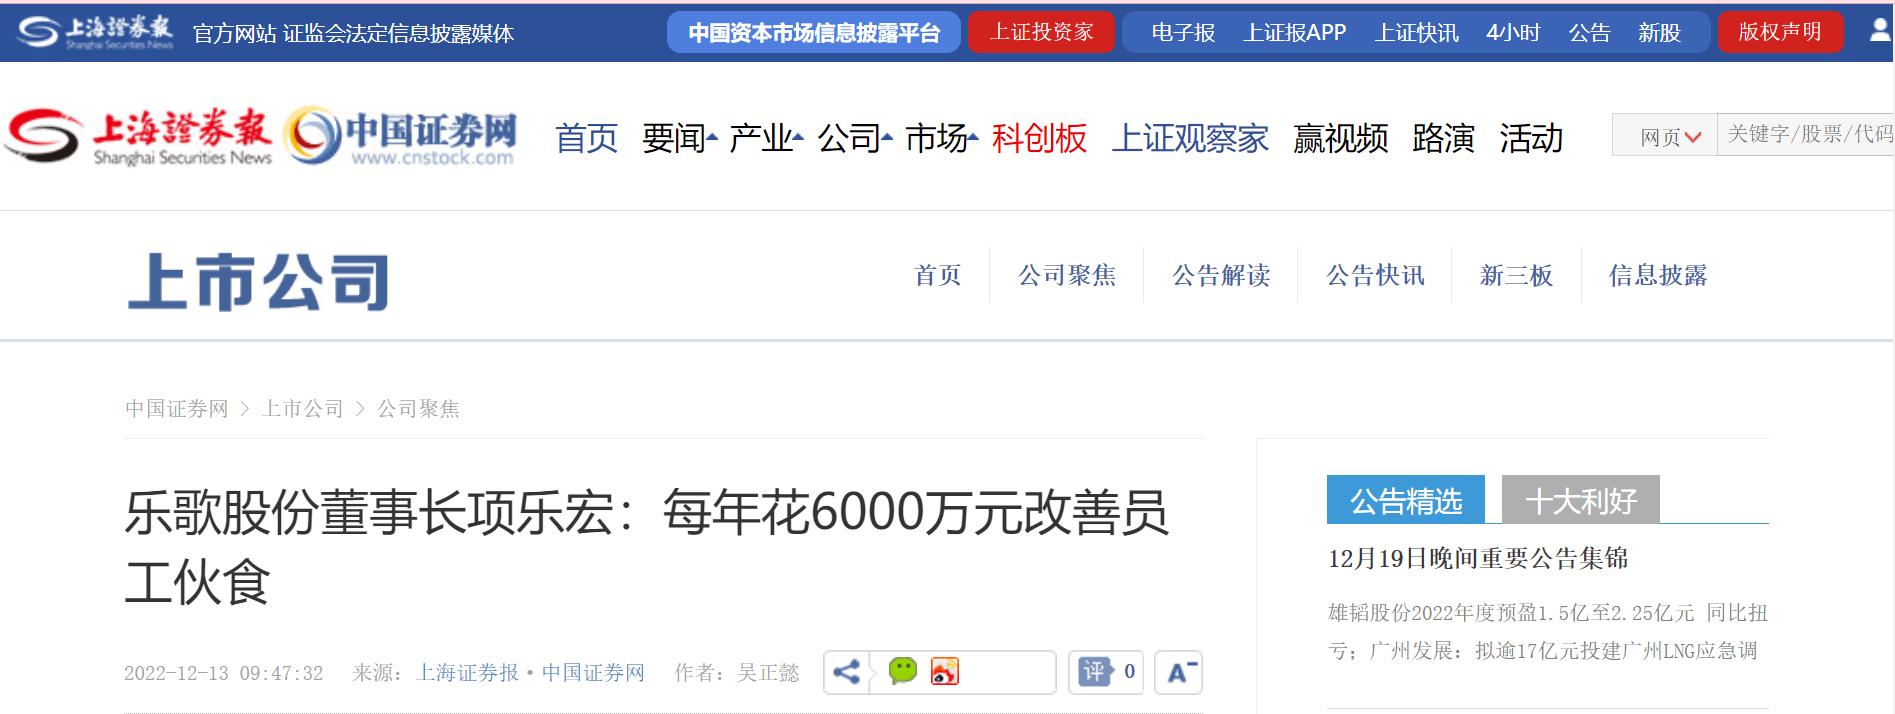 上海證券報
Shanghai Securities News
官方网站 证监会法定信息披露媒体
中国资本市场信息披露平台
上证投资家
电子报 上证报APP 上证快讯 4小时 公告 新股
版权声明
上海證券報
Shanghai Securities News
中国证券网
www.cnstock.com
首页 要闻 产业 公司 市场 科创板 上证观察家 赢视频 路演 活动
网页
关键字/股票/代码
上市公司
首页 公司聚焦 公告解读 公告快讯 新三板 信息披露
中国证券网 > 上市公司 > 公司聚焦
乐歌股份董事长项乐宏：每年花6000万元改善员
工伙食
2022-12-13 09:47:32 来源：上海证券报·中国证券网 作者：吴正懿
评 0
A-
公告精选 十大利好
12月19日晚间重要公告集锦
雄韬股份2022年度预盈1.5亿至2.25亿元 同比扭
亏；广州发展：拟逾17亿元投建广州LNG应急调